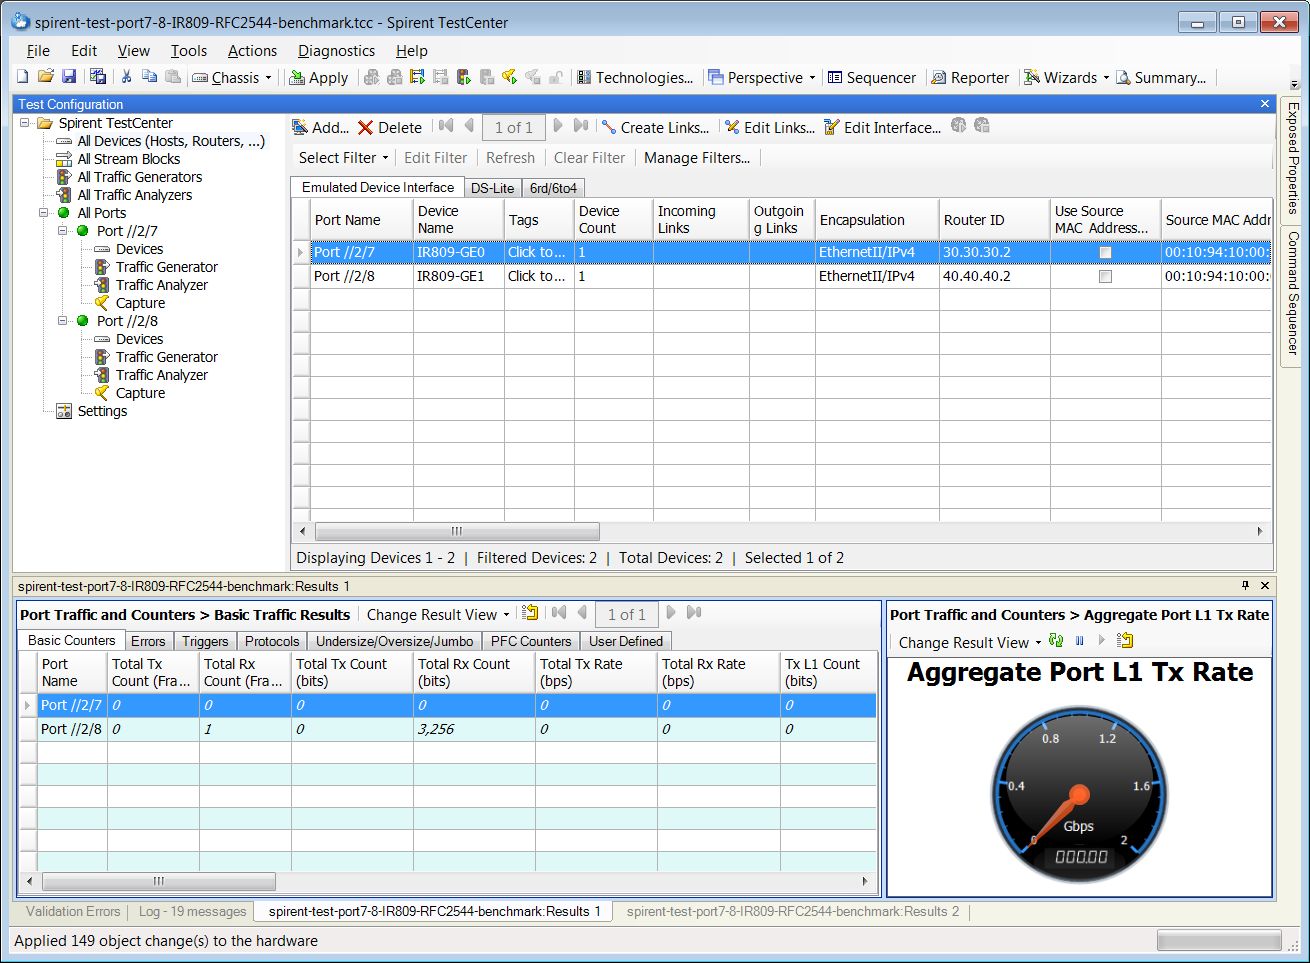 spirent-test-port7-8-IR809-RFC2544-benchmark.tcc - Spirent TestCenter
File Edit View Tools Actions Diagnostics Help
Chassis Apply Technologies... Perspective Sequencer Reporter Wizards Summary...
Test Configuration
Spirent TestCenter
All Devices (Hosts, Routers, ...)
All Stream Blocks
All Traffic Generators
All Traffic Analyzers
All Ports
Port //2/7
Devices
Traffic Generator
Traffic Analyzer
Capture
Port //2/8
Devices
Traffic Generator
Traffic Analyzer
Capture
Settings
Add... Delete 1 of 1 Create Links... Edit Links... Edit Interface...
Select Filter Edit Filter Refresh Clear Filter Manage Filters...
Emulated Device Interface DS-Lite 6rd/6to4
Port Name Device Name Tags Device Count Incoming Links Outgoin g Links Encapsulation Router ID Use Source MAC Address... Source MAC Addr
Port //2/7 IR809-GE0 Click to... 1 EthernetII/IPv4 30.30.30.2 00:10:94:10:00:
Port //2/8 IR809-GE1 Click to... 1 EthernetII/IPv4 40.40.40.2 00:10:94:10:00:
Displaying Devices 1 - 2 | Filtered Devices: 2 | Total Devices: 2 | Selected 1 of 2
Exposed Properties
Command Sequencer
spirent-test-port7-8-IR809-RFC2544-benchmark:Results 1
Port Traffic and Counters > Basic Traffic Results Change Result View 1 of 1
Basic Counters Errors Triggers Protocols Undersize/Oversize/Jumbo PFC Counters User Defined
Port Name Total Tx Count (Fra... Total Rx Count (Fra... Total Tx Count (bits) Total Rx Count (bits) Total Tx Rate (bps) Total Rx Rate (bps) Tx L1 Count (bits)
Port //2/7 0 0 0 0 0 0 0
Port //2/8 0 1 0 3,256 0 0 0
Port Traffic and Counters > Aggregate Port L1 Tx Rate
Change Result View
Aggregate Port L1 Tx Rate
0.8 1.2
0.4 1.6
Gbps
0 2
000.00
Validation Errors Log - 19 messages spirent-test-port7-8-IR809-RFC2544-benchmark:Results 1 spirent-test-port7-8-IR809-RFC2544-benchmark:Results 2
Applied 149 object change(s) to the hardware